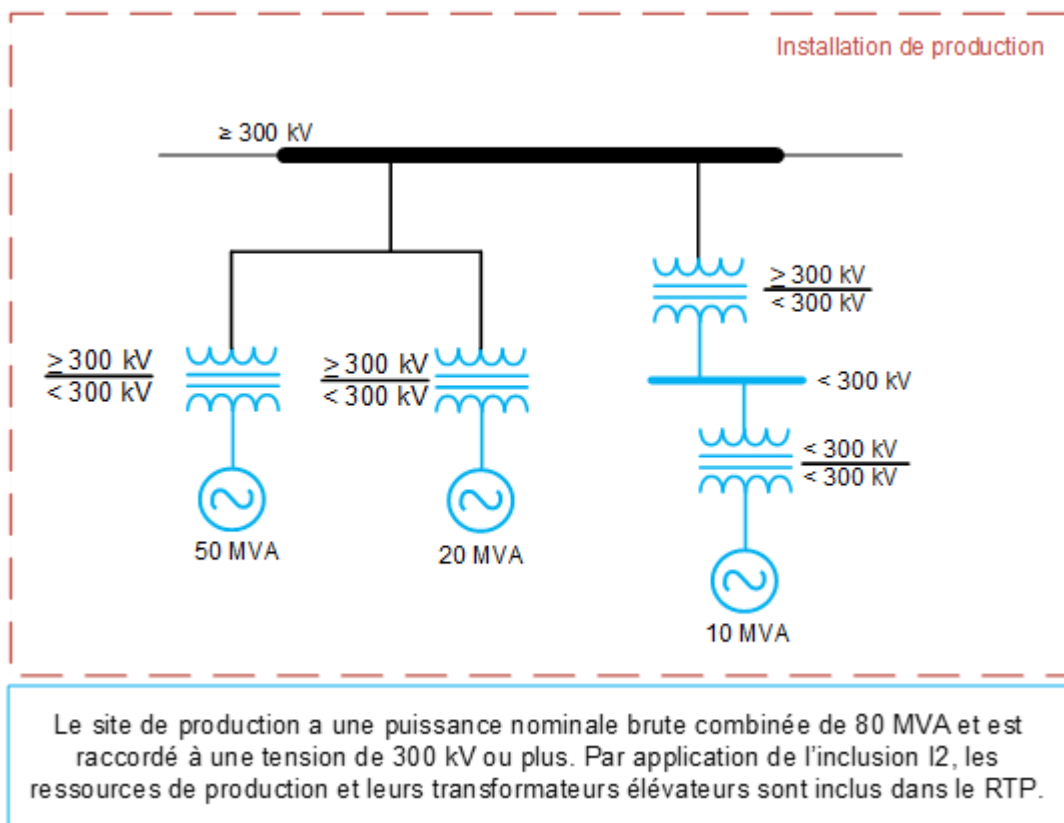 Installation de production
≥ 300 kV
≥ 300 kV
< 300 kV
≥ 300 kV
< 300 kV
≥ 300 kV
< 300 kV
< 300 kV
< 300 kV
< 300 kV
50 MVA
20 MVA
10 MVA
Le site de production a une puissance nominale brute combinée de 80 MVA et est
raccordé à une tension de 300 kV ou plus. Par application de l'inclusion I2, les
ressources de production et leurs transformateurs élévateurs sont inclus dans le RTP.